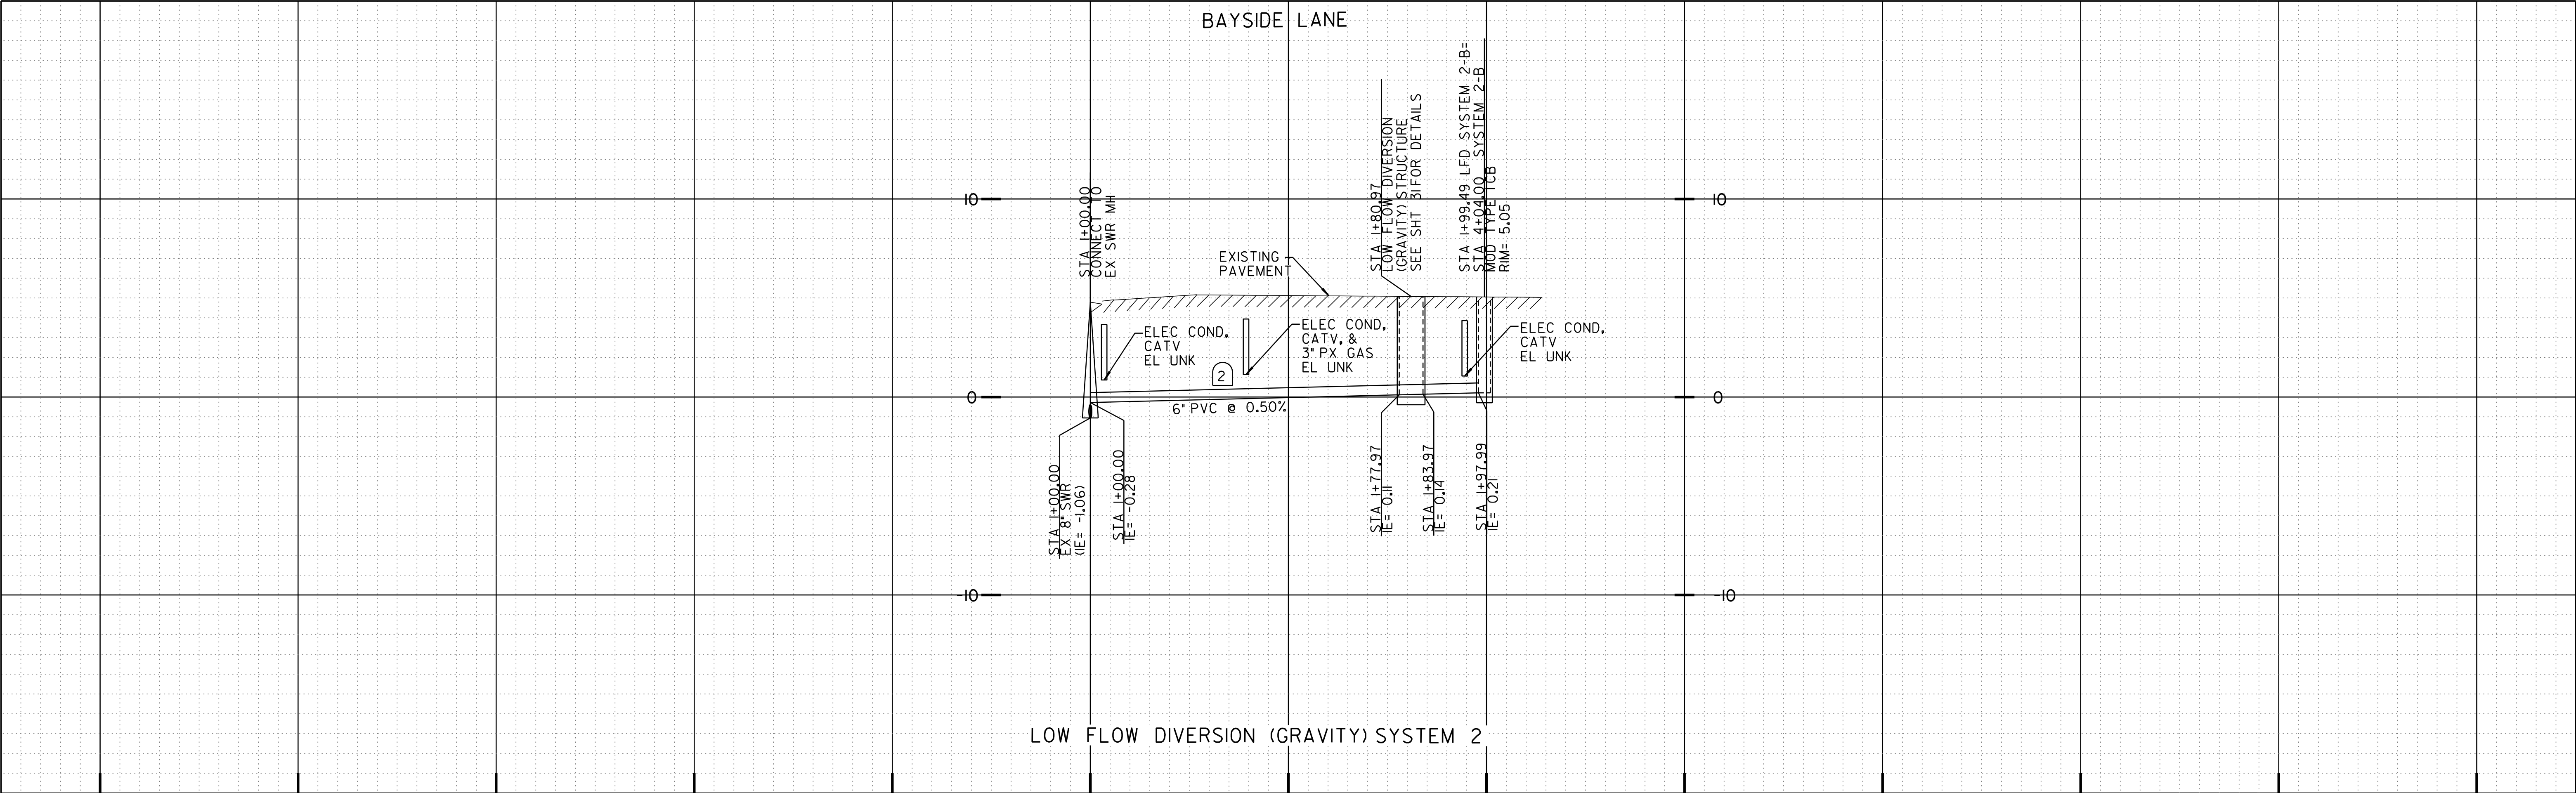 BAYSIDE LANE
STA 1+00.00
CONNECT TO
EX SWR MH
EXISTING
PAVEMENT
STA 1+80.97
LOW FLOW DIVERSION
(GRAVITY) STRUCTURE
SEE SHT 31 FOR DETAILS
STA 1+99.49 LFD SYSTEM 2-B=
STA 4+04.00 SYSTEM 2-B
MOD TYPE 1 CB
RIM= 5.05
10
10
ELEC COND,
CATV
EL UNK
ELEC COND,
CATV, &
3" PX GAS
EL UNK
ELEC COND,
CATV
EL UNK
2
0
0
6" PVC @ 0.50%
STA 1+00.00
EX 8" SWR
(IE= -1.06)
STA 1+00.00
IE= -0.28
STA 1+77.97
IE= 0.11
STA 1+83.97
IE= 0.14
STA 1+97.99
IE= 0.21
-10
-10
LOW FLOW DIVERSION (GRAVITY) SYSTEM 2